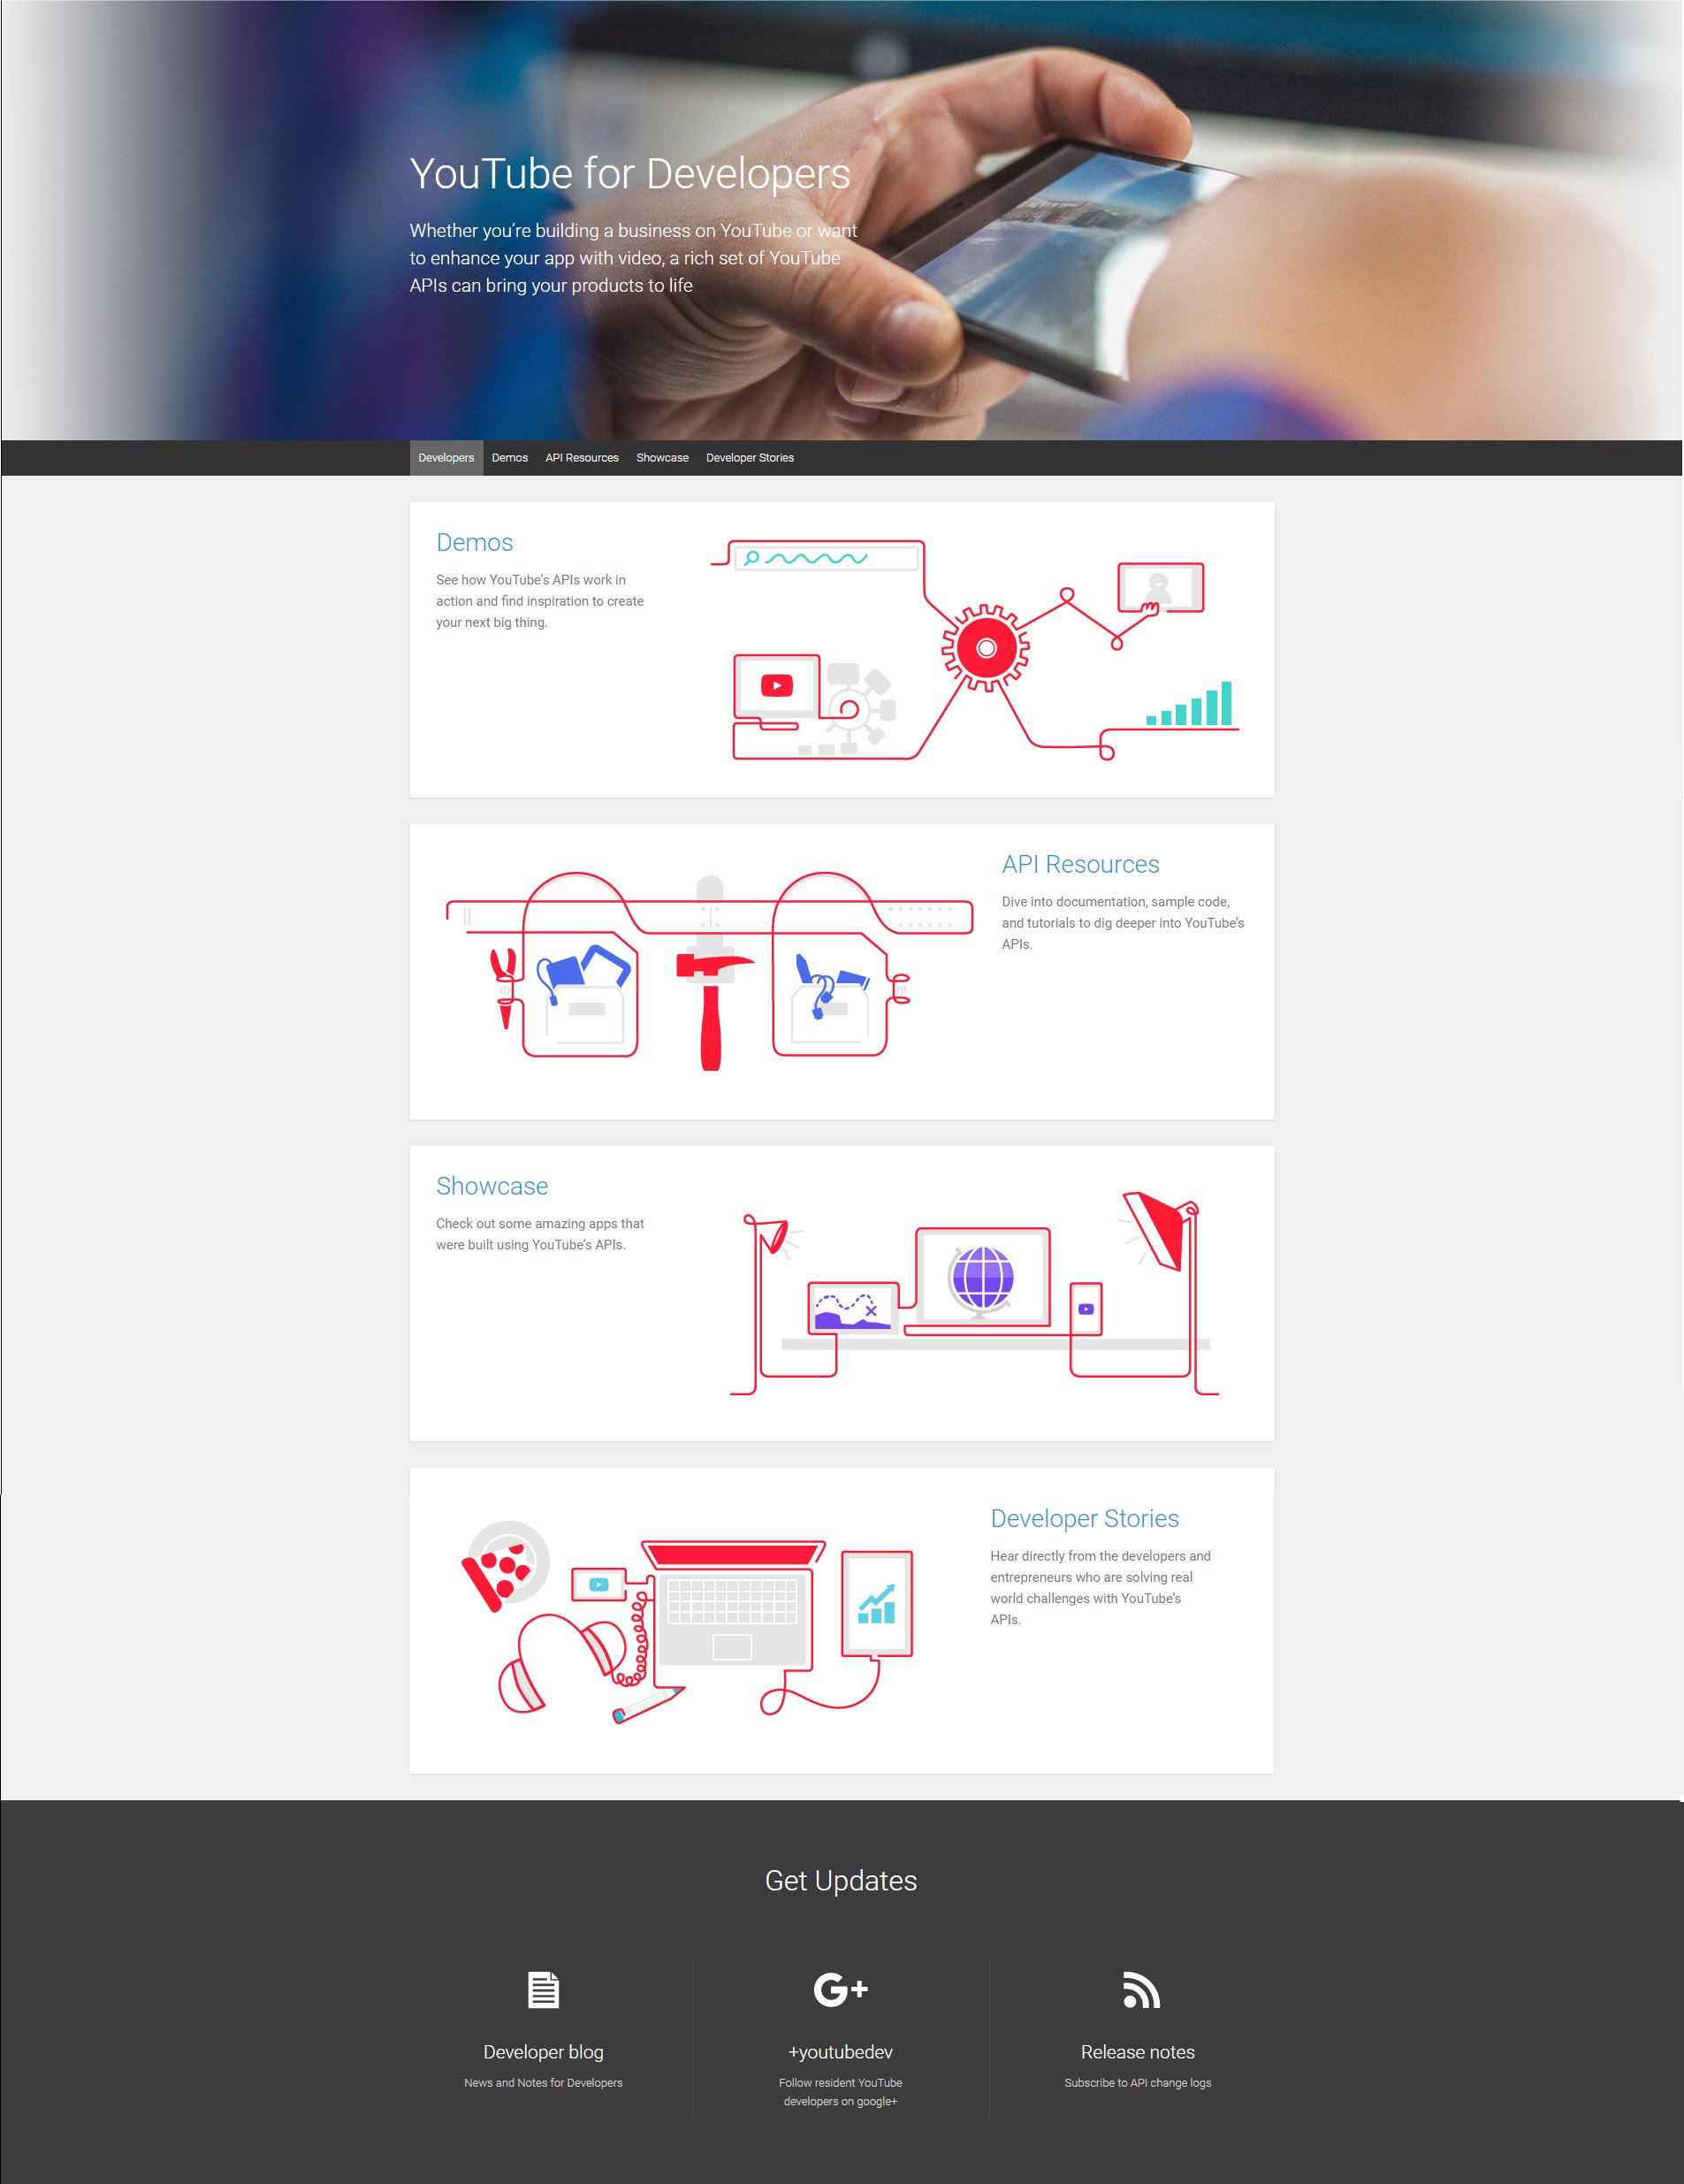 YouTube for Developers
Whether you’re building a business on YouTube or want
to enhance your app with video, a rich set of YouTube
APIs can bring your products to life
Developers Demos API Resources Showcase Developer Stories
Demos
See how YouTube’s APIs work in
action and find inspiration to create
your next big thing.
API Resources
Dive into documentation, sample code,
and tutorials to dig deeper into YouTube’s
APIs.
Showcase
Check out some amazing apps that
were built using YouTube’s APIs.
Developer Stories
Hear directly from the developers and
entrepreneurs who are solving real
world challenges with YouTube’s
APIs.
Get Updates
G+
Developer blog
News and Notes for Developers
+youtubedev
Follow resident YouTube
developers on google+
Release notes
Subscribe to API change logs